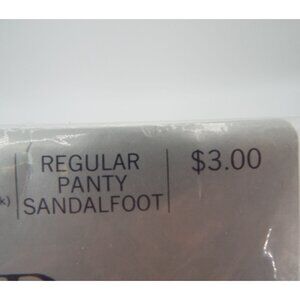 REGULAR
PANTY
k) SANDALFOOT
$3.00